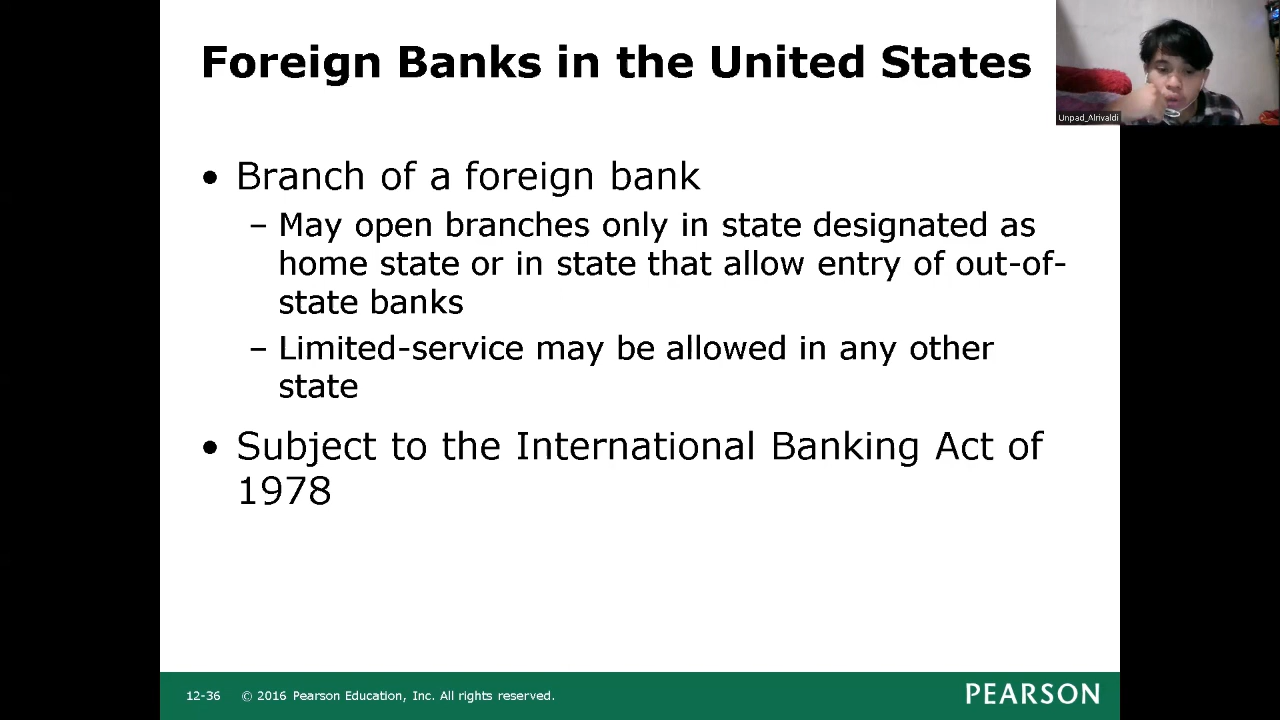 Foreign Banks in the United States
Unpad_Alrivaldi
• Branch of a foreign bank
– May open branches only in state designated as
home state or in state that allow entry of out-of-
state banks
– Limited-service may be allowed in any other
state
• Subject to the International Banking Act of
1978
12-36 © 2016 Pearson Education, Inc. All rights reserved.
PEARSON